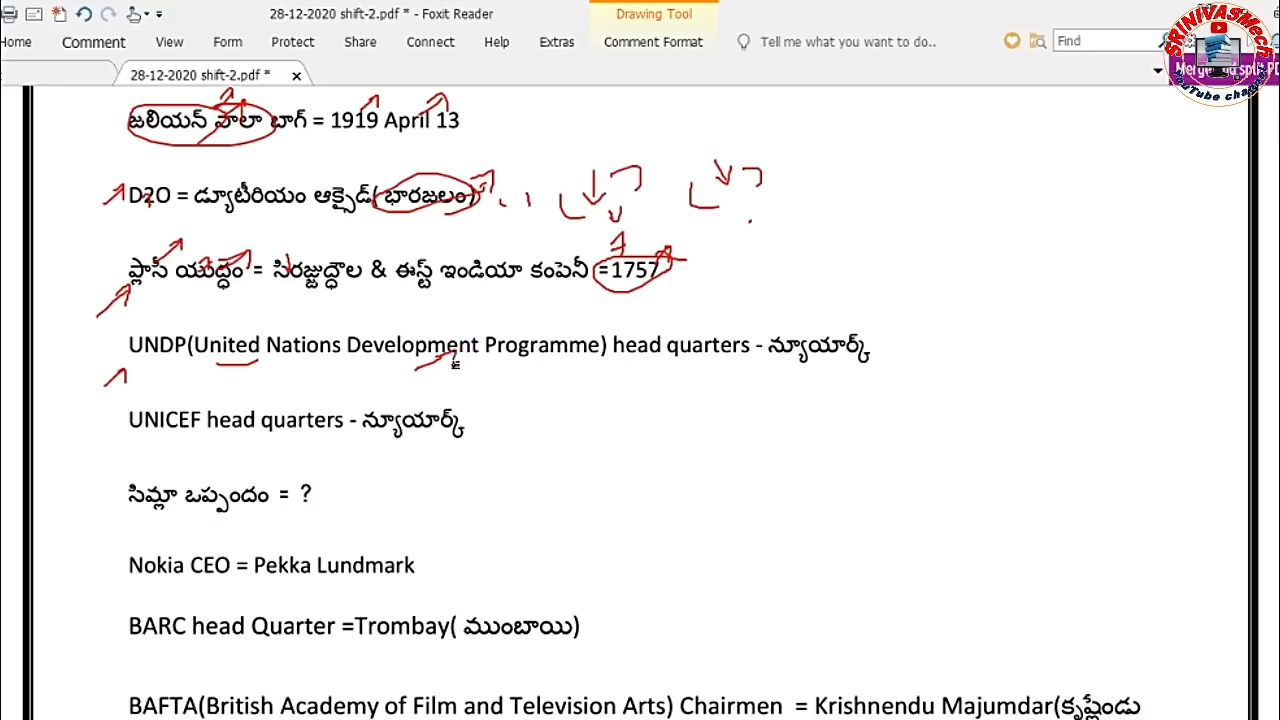 28-12-2020 shift-2.pdf * - Foxit Reader
Drawing Tool
Home Comment View Form Protect Share Connect Help Extras Comment Format Tell me what you want to do.. Find
28-12-2020 shift-2.pdf *
SRINIVASMech
YouTube channel
జలియన్ వాలా బాగ్ = 1919 April 13
D2O = డ్యూటీరియం ఆక్సైడ్( భారజలం)
ప్లాసీ యుద్ధం = సిరజ్జుద్ధౌల & ఈస్ట్ ఇండియా కంపెనీ =1757
UNDP(United Nations Development Programme) head quarters - న్యూయార్క్
UNICEF head quarters - న్యూయార్క్
సిమ్లా ఒప్పందం = ?
Nokia CEO = Pekka Lundmark
BARC head Quarter =Trombay( ముంబాయి)
BAFTA(British Academy of Film and Television Arts) Chairmen = Krishnendu Majumdar(కృష్ణేండు